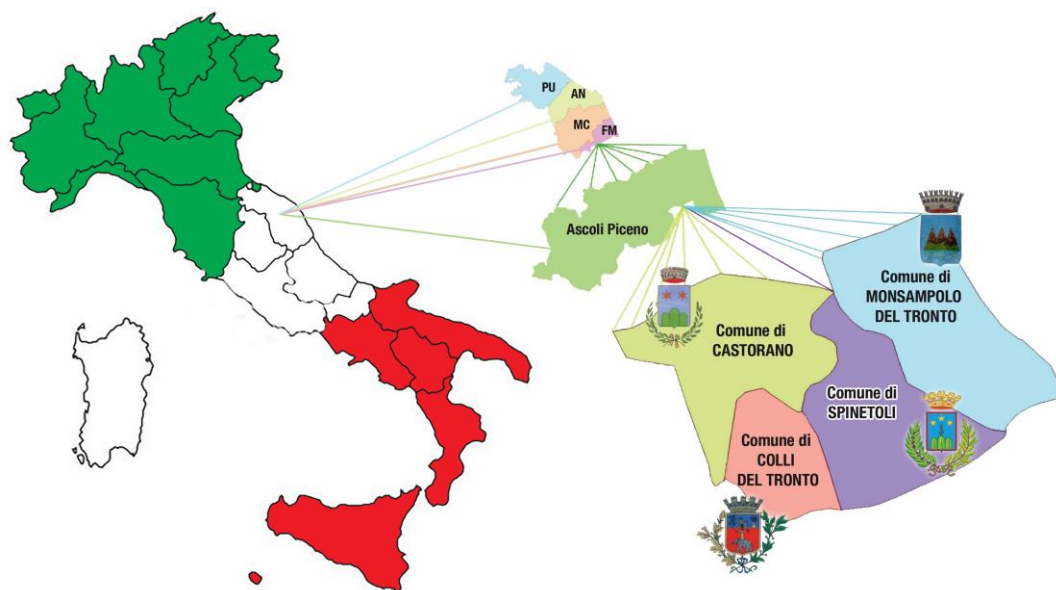 PU
AN
MC
FM
Ascoli Piceno
Comune di
MONSAMPOLO
DEL TRONTO
Comune di
CASTORANO
Comune di
SPINETOLI
Comune di
COLLI
DEL TRONTO